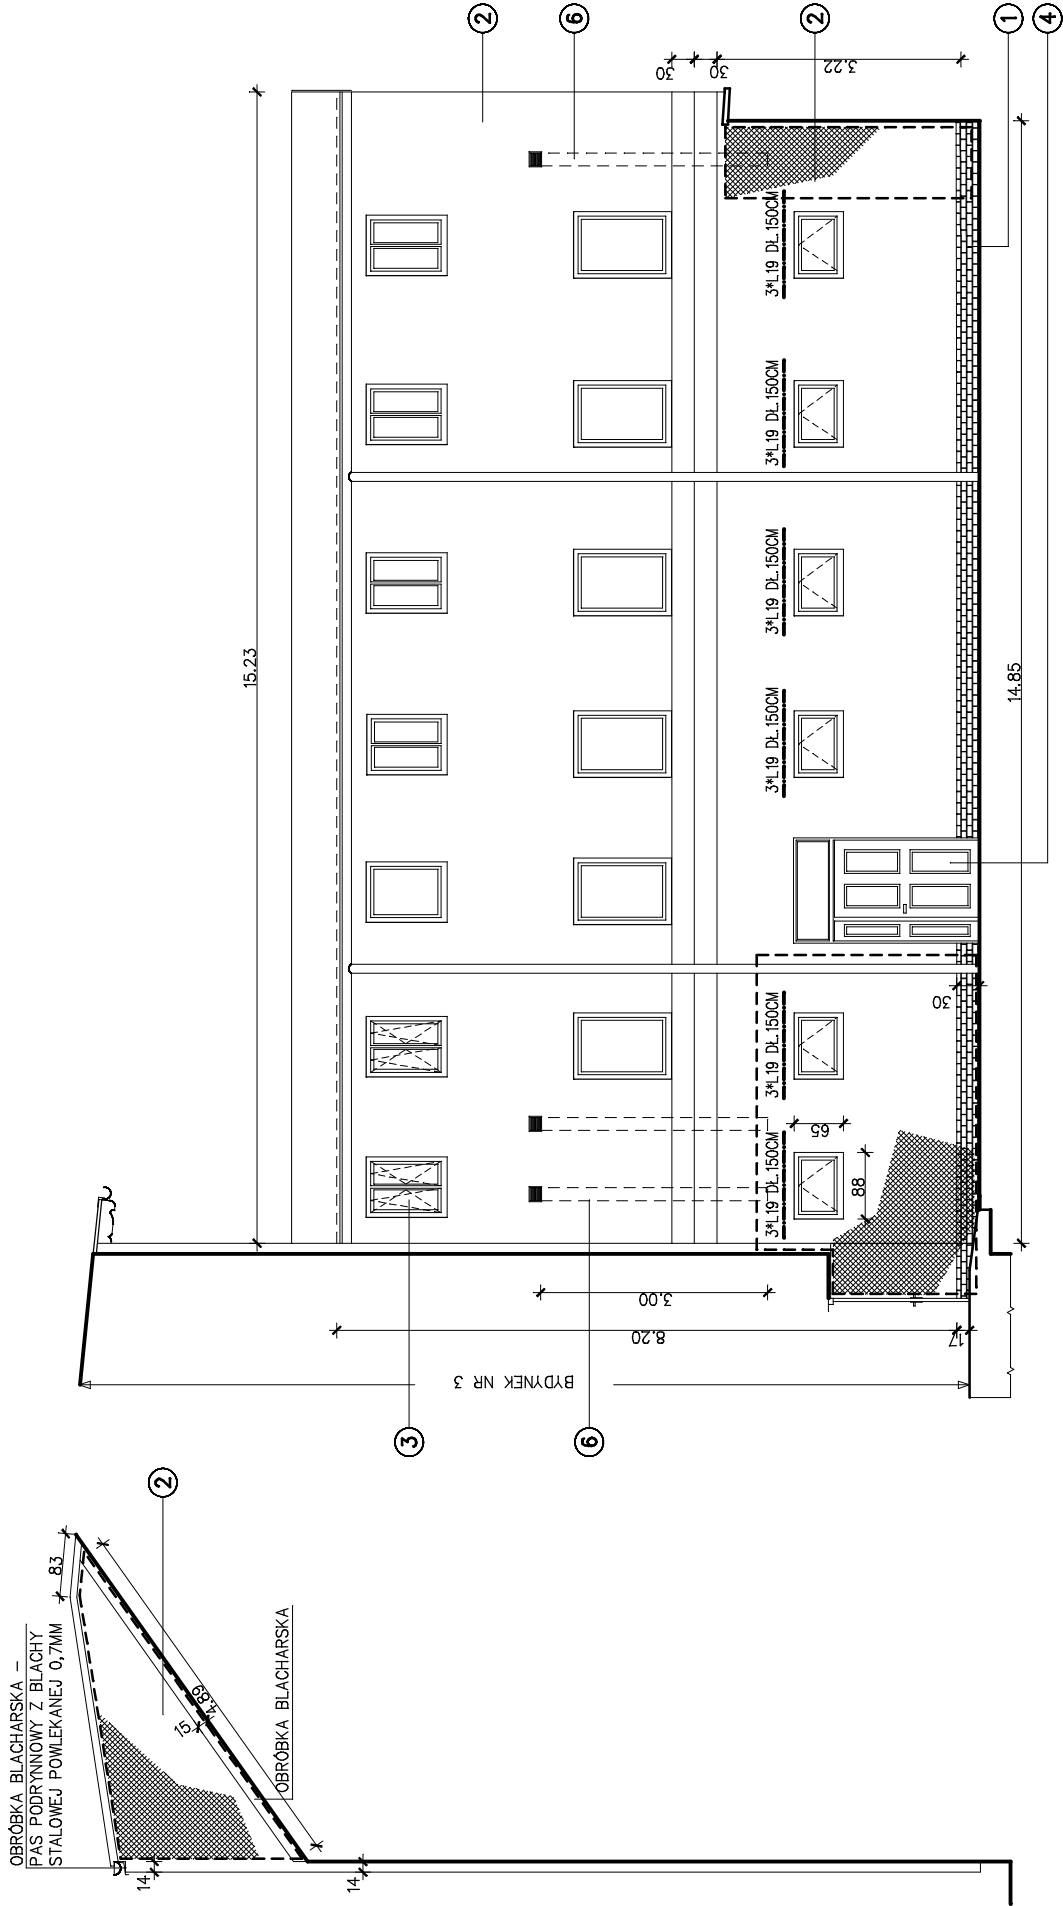 OBRÓBKA BLACHARSKA –
PAS PODRYNNOWY Z BLACHY
STALOWEJ POWLEKANEJ 0,7MM
83
2
15
4.89
OBRÓBKA BLACHARSKA
14
14
15.23
2
6
2
1
4
30
30
3.22
3*L19 DŁ.150CM
3*L19 DŁ.150CM
3*L19 DŁ.150CM
3*L19 DŁ.150CM
3*L19 DŁ.150CM
3*L19 DŁ.150CM
14.85
30
65
88
3.00
8.20
17
BYDYNEK NR 3
3
6